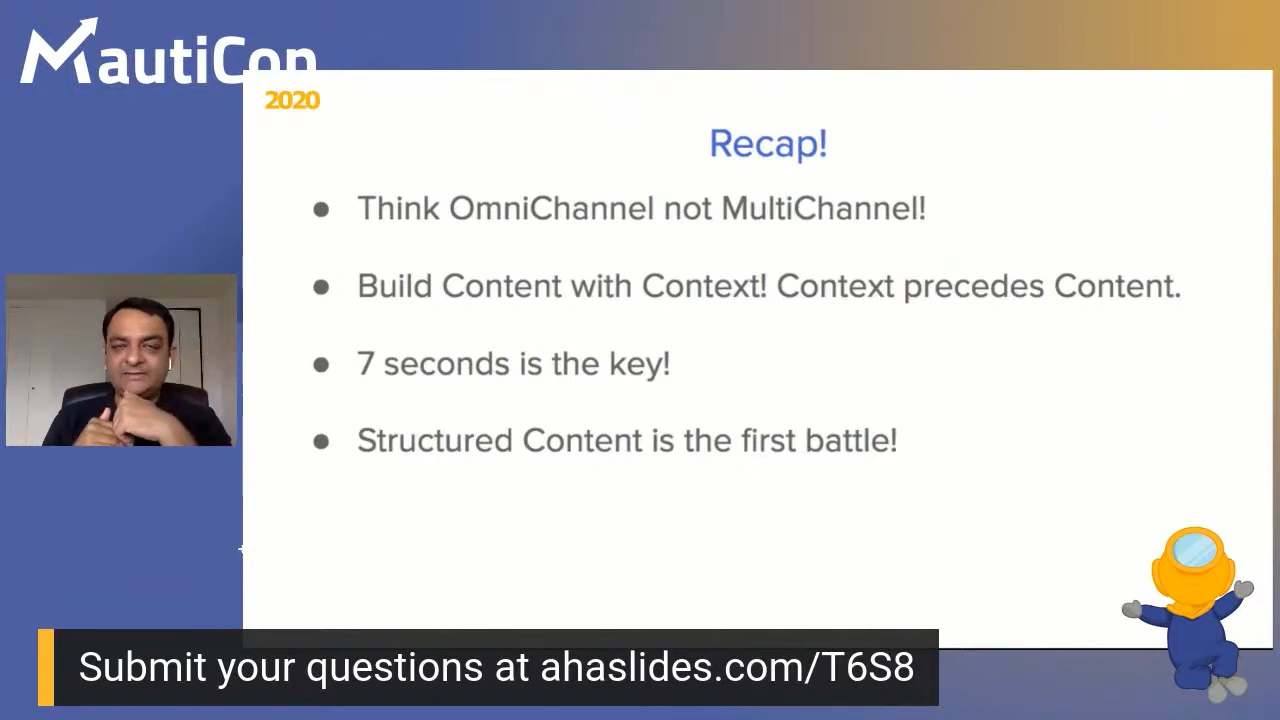 MautiCon
2020
Recap!
● Think OmniChannel not MultiChannel!
● Build Content with Context! Context precedes Content.
● 7 seconds is the key!
● Structured Content is the first battle!
Submit your questions at ahaslides.com/T6S8